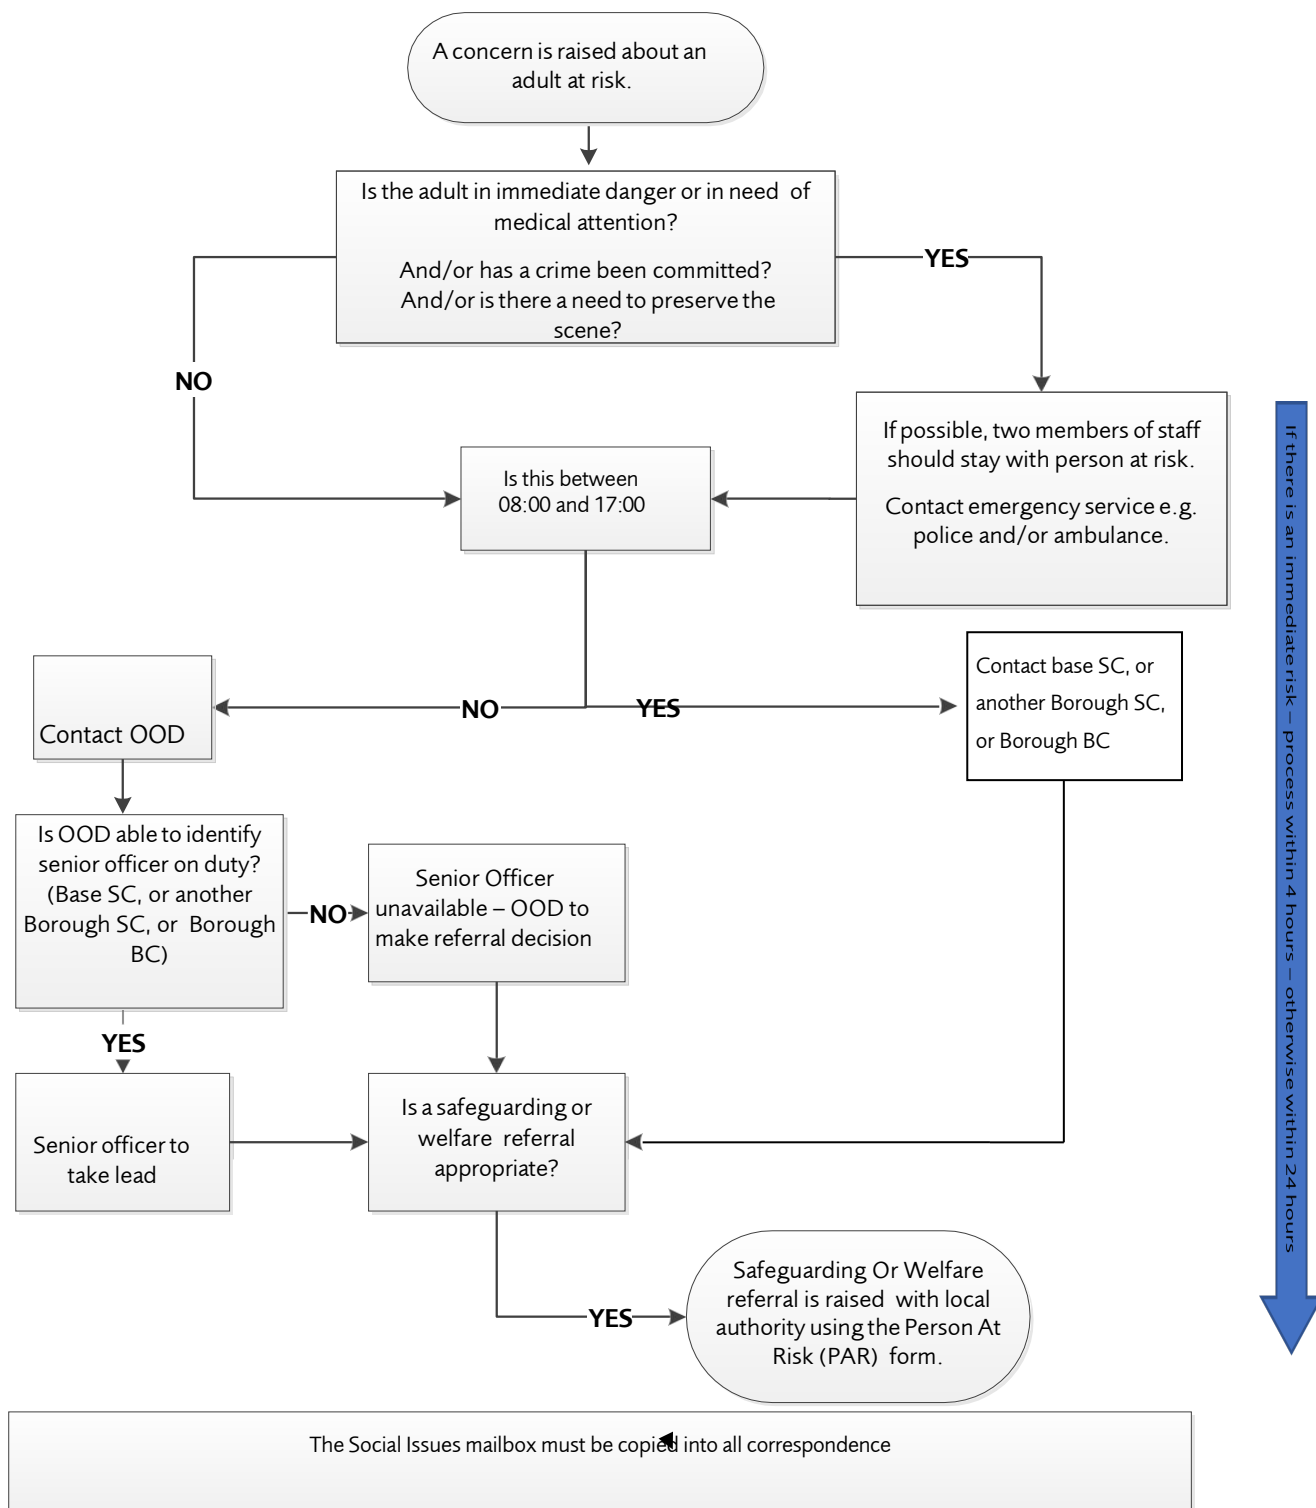 A concern is raised about an
adult at risk.
Is the adult in immediate danger or in need of
medical attention?
And/or has a crime been committed?
And/or is there a need to preserve the
scene?
YES
NO
If possible, two members of staff
should stay with person at risk.
Contact emergency service e.g.
police and/or ambulance.
Is this between
08:00 and 17:00
If there is an immediate risk – process within 4 hours – otherwise within 24 hours
Contact base SC, or
another Borough SC,
or Borough BC
NO
YES
Contact OOD
Is OOD able to identify
senior officer on duty?
(Base SC, or another
Borough SC, or Borough
BC)
NO
Senior Officer
unavailable – OOD to
make referral decision
YES
Senior officer to
take lead
Is a safeguarding or
welfare referral
appropriate?
YES
Safeguarding Or Welfare
referral is raised with local
authority using the Person At
Risk (PAR) form.
The Social Issues mailbox must be copied into all correspondence